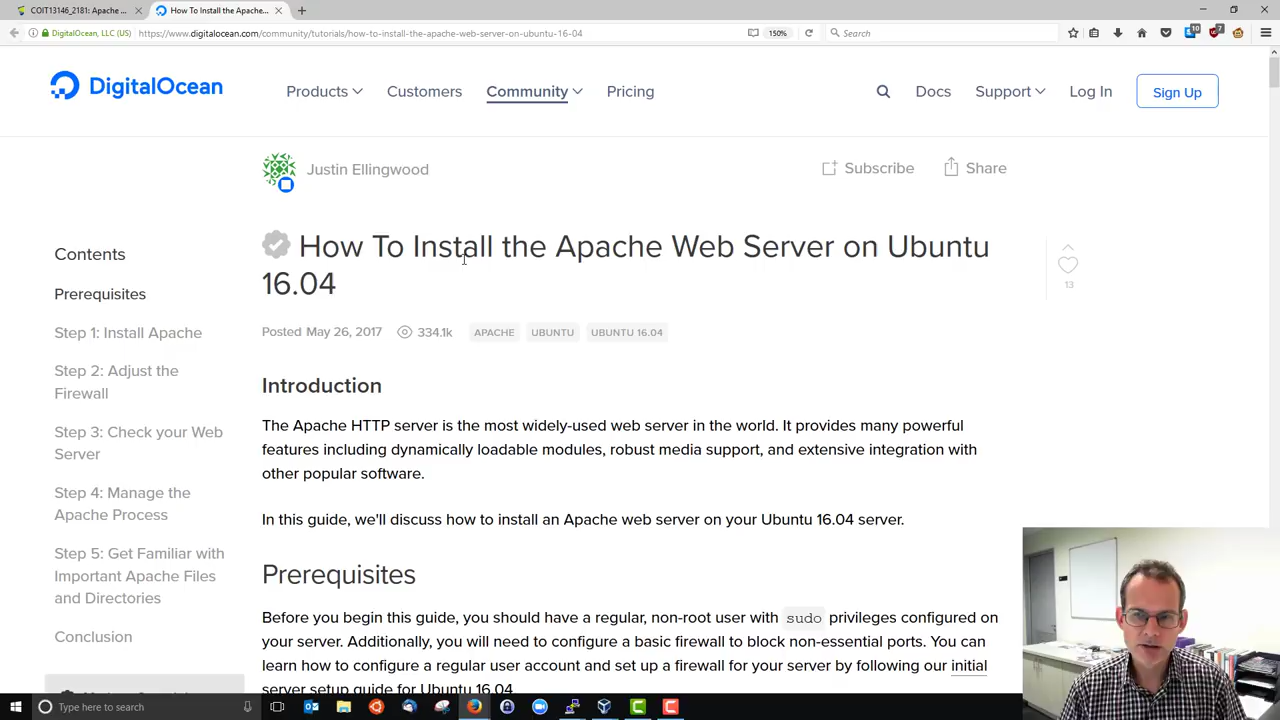 COIT13146_2181: Apache ...
How To Install the Apache...
DigitalOcean, LLC (US)
https://www.digitalocean.com/community/tutorials/how-to-install-the-apache-web-server-on-ubuntu-16-04
150%
Search
10
7
DigitalOcean
Products
Customers
Community
Pricing
Docs
Support
Log In
Sign Up
Justin Ellingwood
Subscribe
Share
How To Install the Apache Web Server on Ubuntu
16.04
13
Posted May 26, 2017
334.1k
APACHE
UBUNTU
UBUNTU 16.04
Contents
Prerequisites
Step 1: Install Apache
Step 2: Adjust the
Firewall
Step 3: Check your Web
Server
Step 4: Manage the
Apache Process
Step 5: Get Familiar with
Important Apache Files
and Directories
Conclusion
Introduction
The Apache HTTP server is the most widely-used web server in the world. It provides many powerful
features including dynamically loadable modules, robust media support, and extensive integration with
other popular software.
In this guide, we'll discuss how to install an Apache web server on your Ubuntu 16.04 server.
Prerequisites
Before you begin this guide, you should have a regular, non-root user with sudo privileges configured on
your server. Additionally, you will need to configure a basic firewall to block non-essential ports. You can
learn how to configure a regular user account and set up a firewall for your server by following our initial
server setup guide for Ubuntu 16.04.
Type here to search